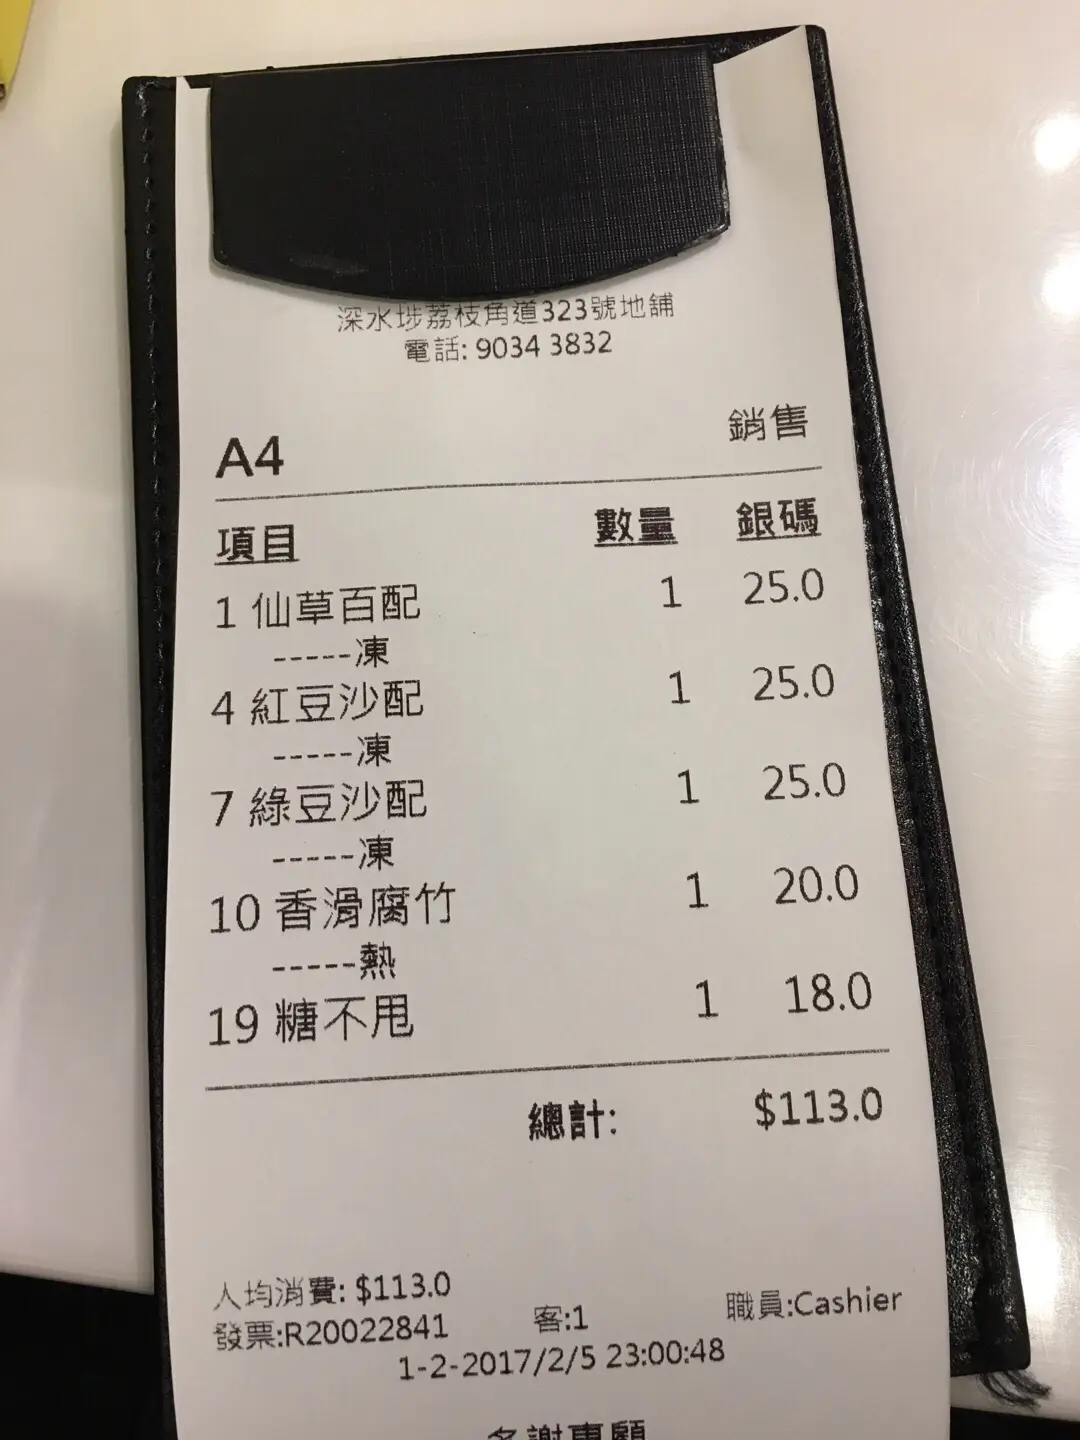 深水埗荔枝角道323號地舖
電話: 9034 3832
銷售
A4
項目 數量 銀碼
1 仙草百配 1 25.0
-----凍
4 紅豆沙配 1 25.0
-----凍
7 綠豆沙配 1 25.0
-----凍
10 香滑腐竹 1 20.0
-----熱
19 糖不甩 1 18.0
總計: $113.0
人均消費: $113.0
發票:R20022841 客:1 職員:Cashier
1-2-2017/2/5 23:00:48
多謝惠顧